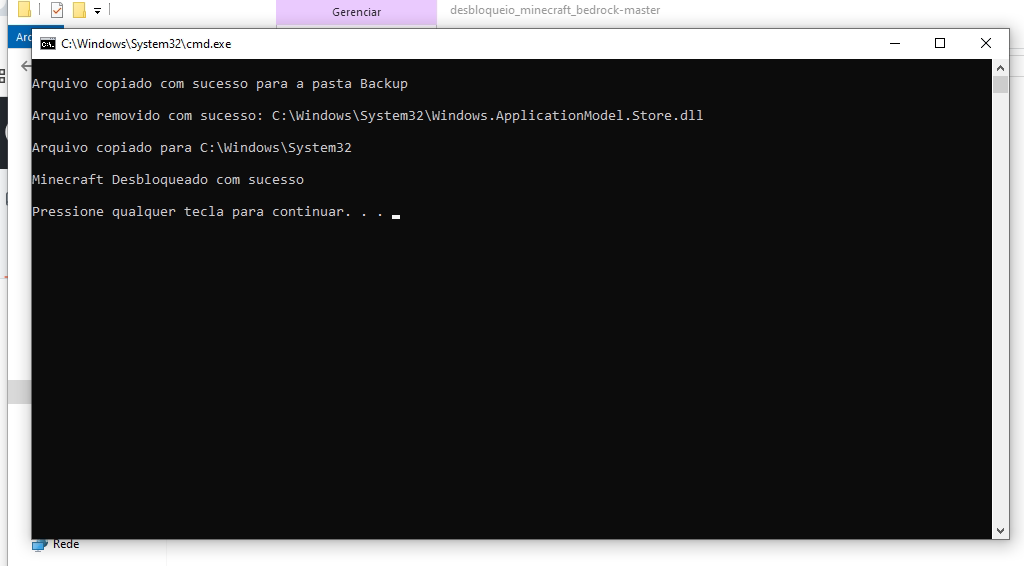 Gerenciar
desbloqueio_minecraft_bedrock-master
C:\Windows\System32\cmd.exe
Arquivo copiado com sucesso para a pasta Backup
Arquivo removido com sucesso: C:\Windows\System32\Windows.ApplicationModel.Store.dll
Arquivo copiado para C:\Windows\System32
Minecraft Desbloqueado com sucesso
Pressione qualquer tecla para continuar. . .
Rede